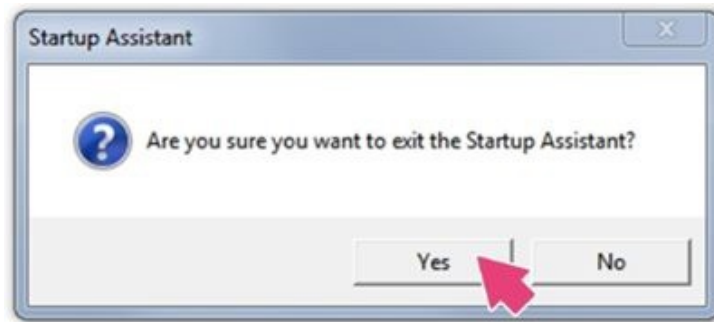 Startup Assistant
Are you sure you want to exit the Startup Assistant?
Yes
No